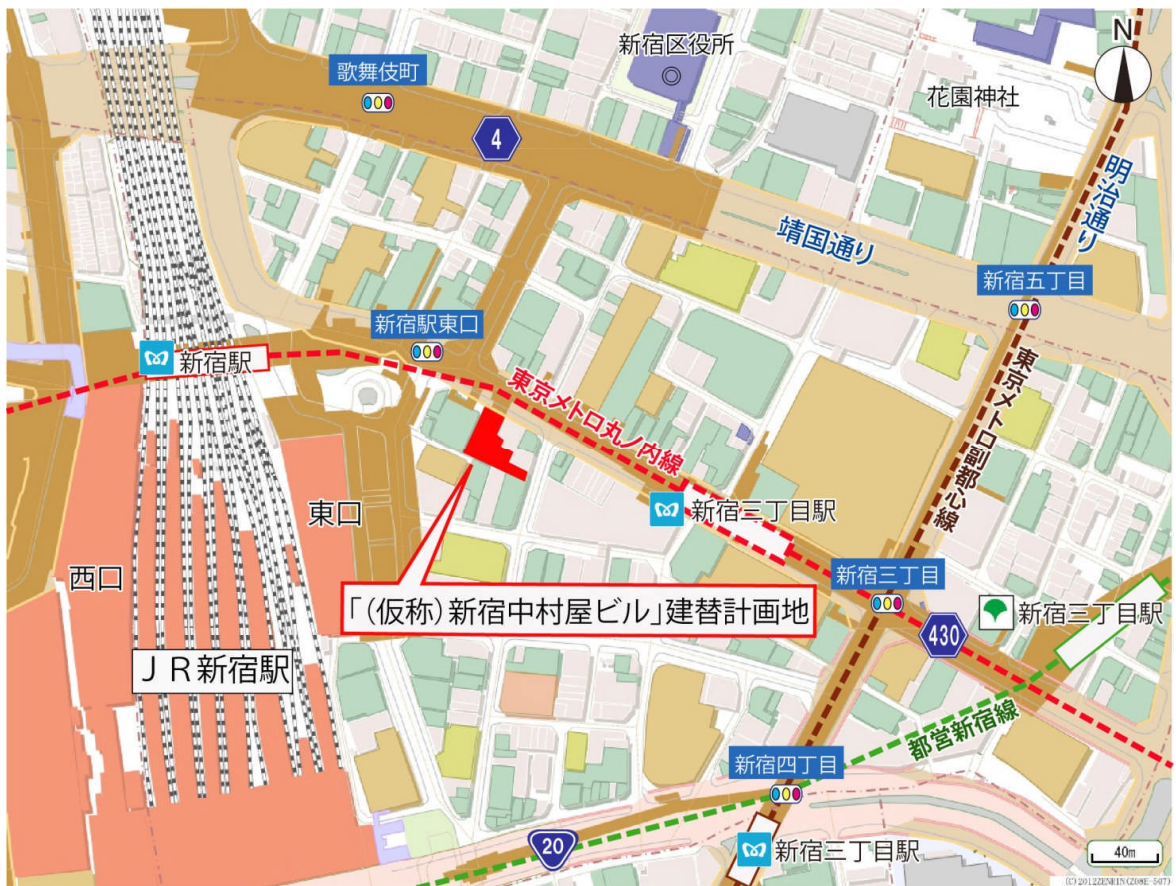 新宿区役所
N
歌舞伎町
花園神社
4
明治通り
靖国通り
新宿五丁目
新宿駅東口
新宿駅
東京メトロ丸ノ内線
東京メトロ副都心線
新宿三丁目駅
東口
西口
新宿三丁目
「(仮称)新宿中村屋ビル」建替計画地
新宿三丁目駅
430
JR新宿駅
都営新宿線
新宿四丁目
20
新宿三丁目駅
40m
(C)2012ZENRIN(Z08E-507)